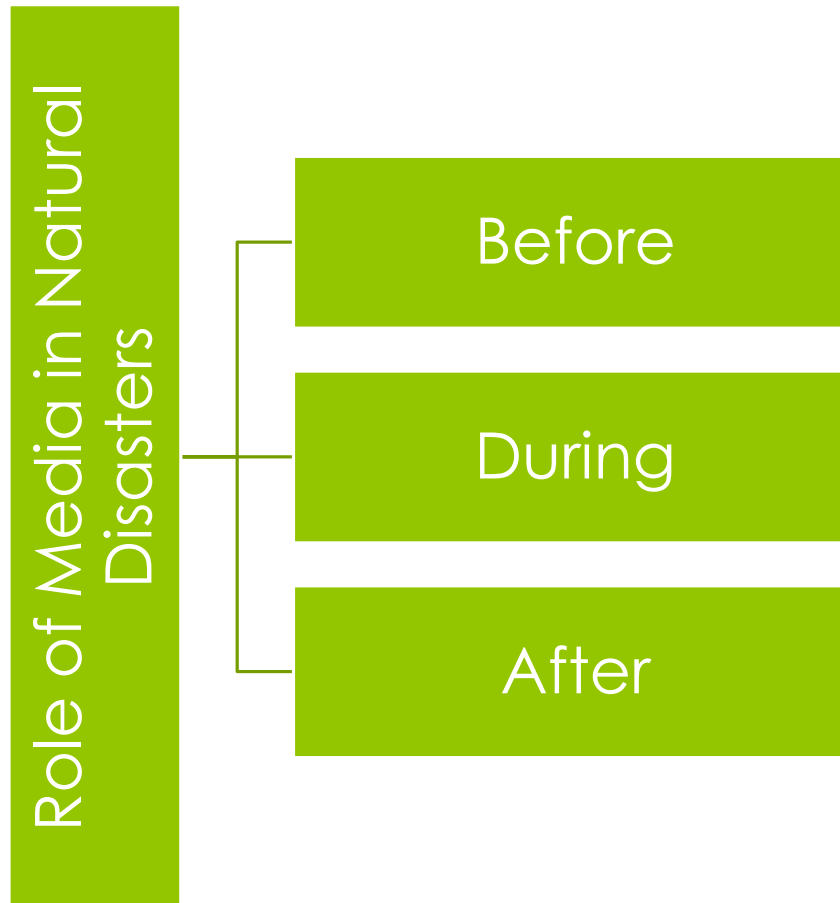 Role of Media in Natural
Disasters
Before
During
After